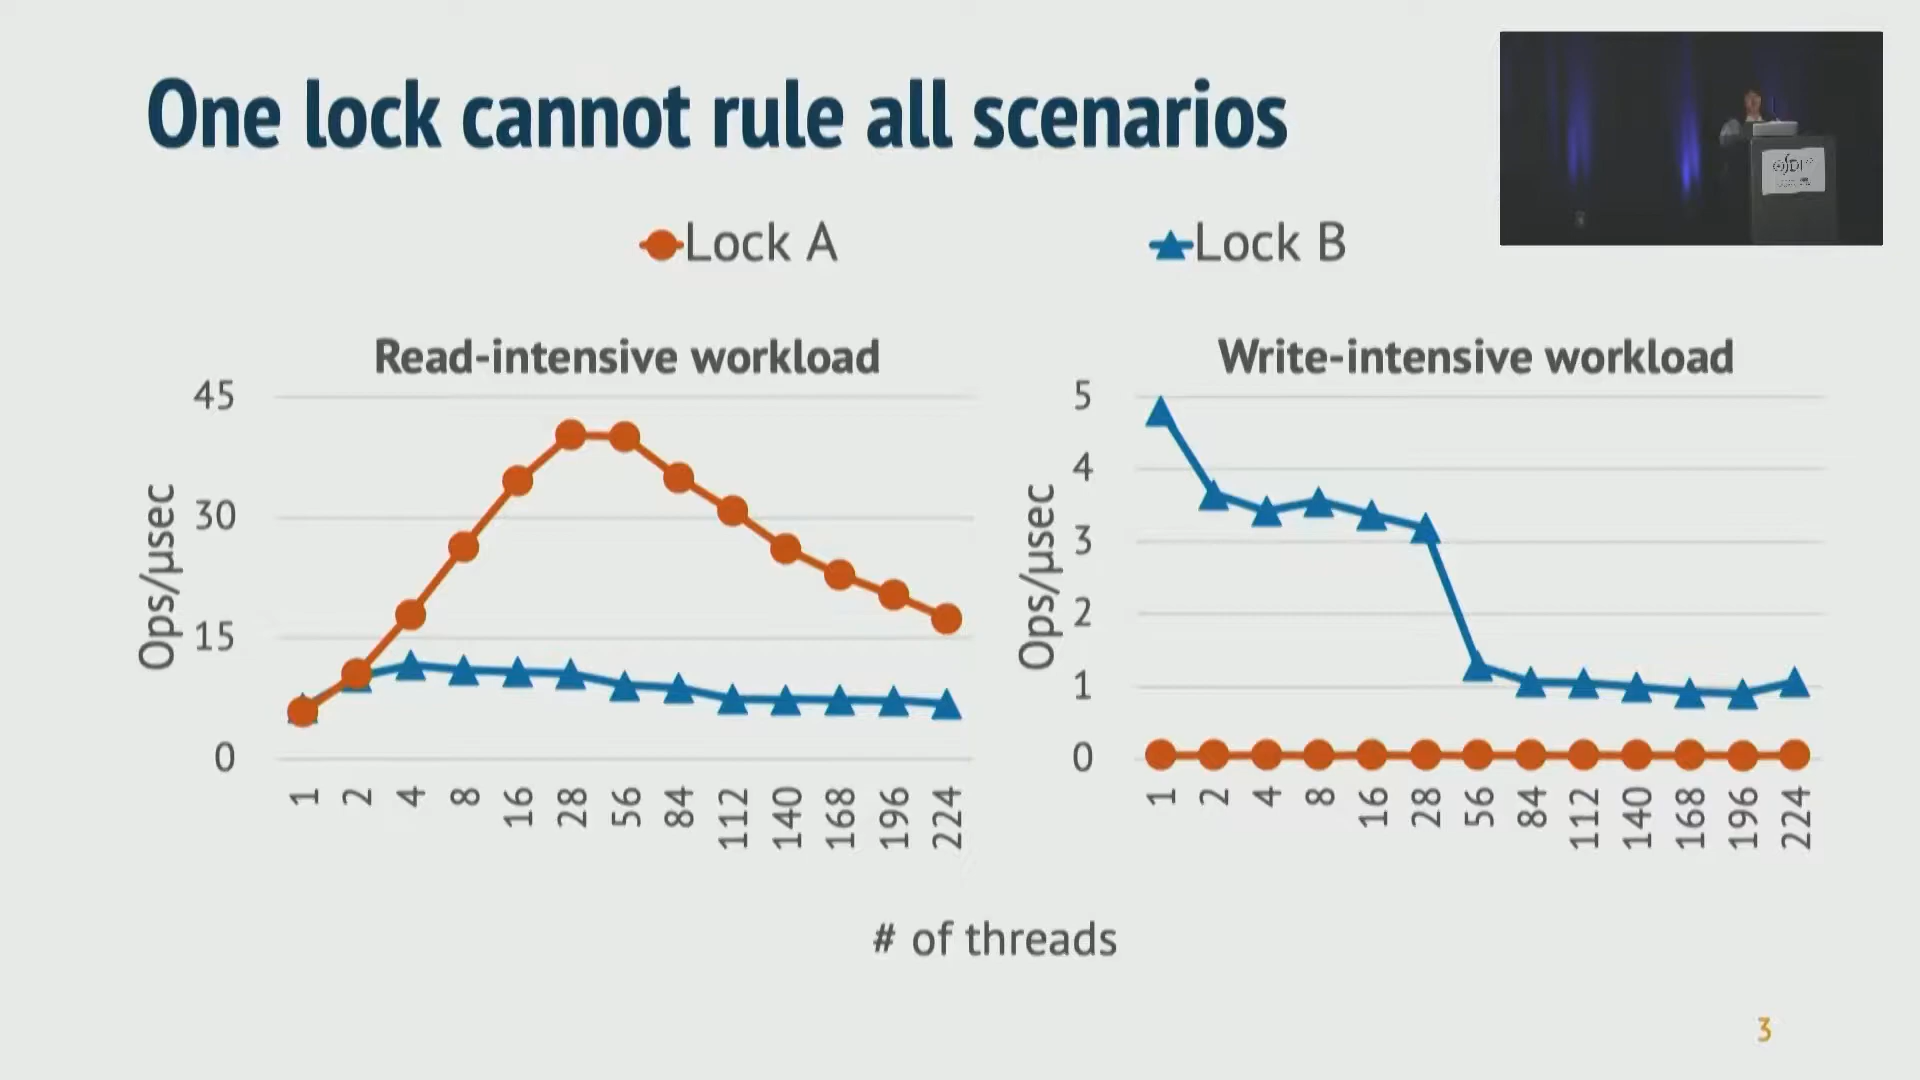 One lock cannot rule all scenarios
Lock A
Lock B
Read-intensive workload
45
30
15
0
Ops/μsec
1 2 4 8 16 28 56 84 112 140 168 196 224
Write-intensive workload
5
4
3
2
1
0
Ops/μsec
1 2 4 8 16 28 56 84 112 140 168 196 224
# of threads
3